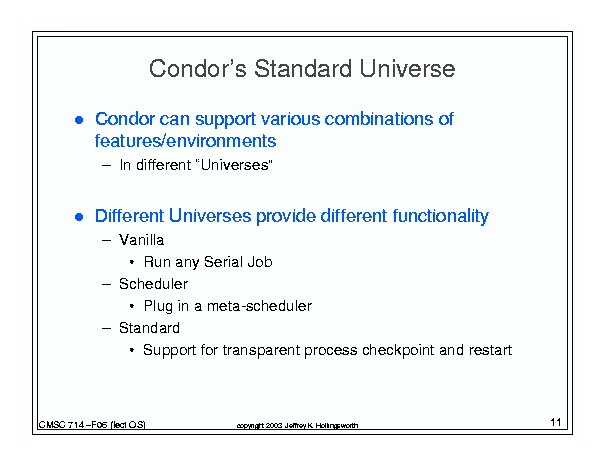 Condor's Standard Universe
● Condor can support various combinations of
features/environments
– In different "Universes"
● Different Universes provide different functionality
– Vanilla
• Run any Serial Job
– Scheduler
• Plug in a meta-scheduler
– Standard
• Support for transparent process checkpoint and restart
CMSC 714 –F06 (lect OS)
copyright 2003 Jeffrey K. Hollingsworth
11